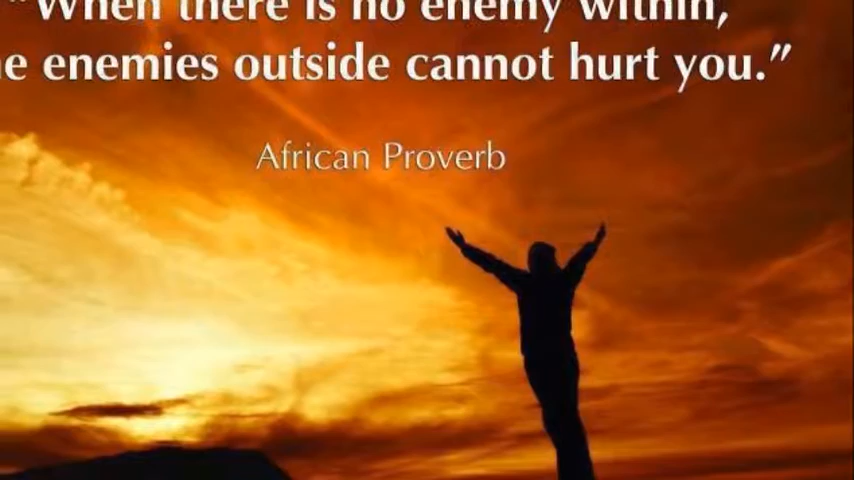 "When there is no enemy within,
e enemies outside cannot hurt you."
African Proverb